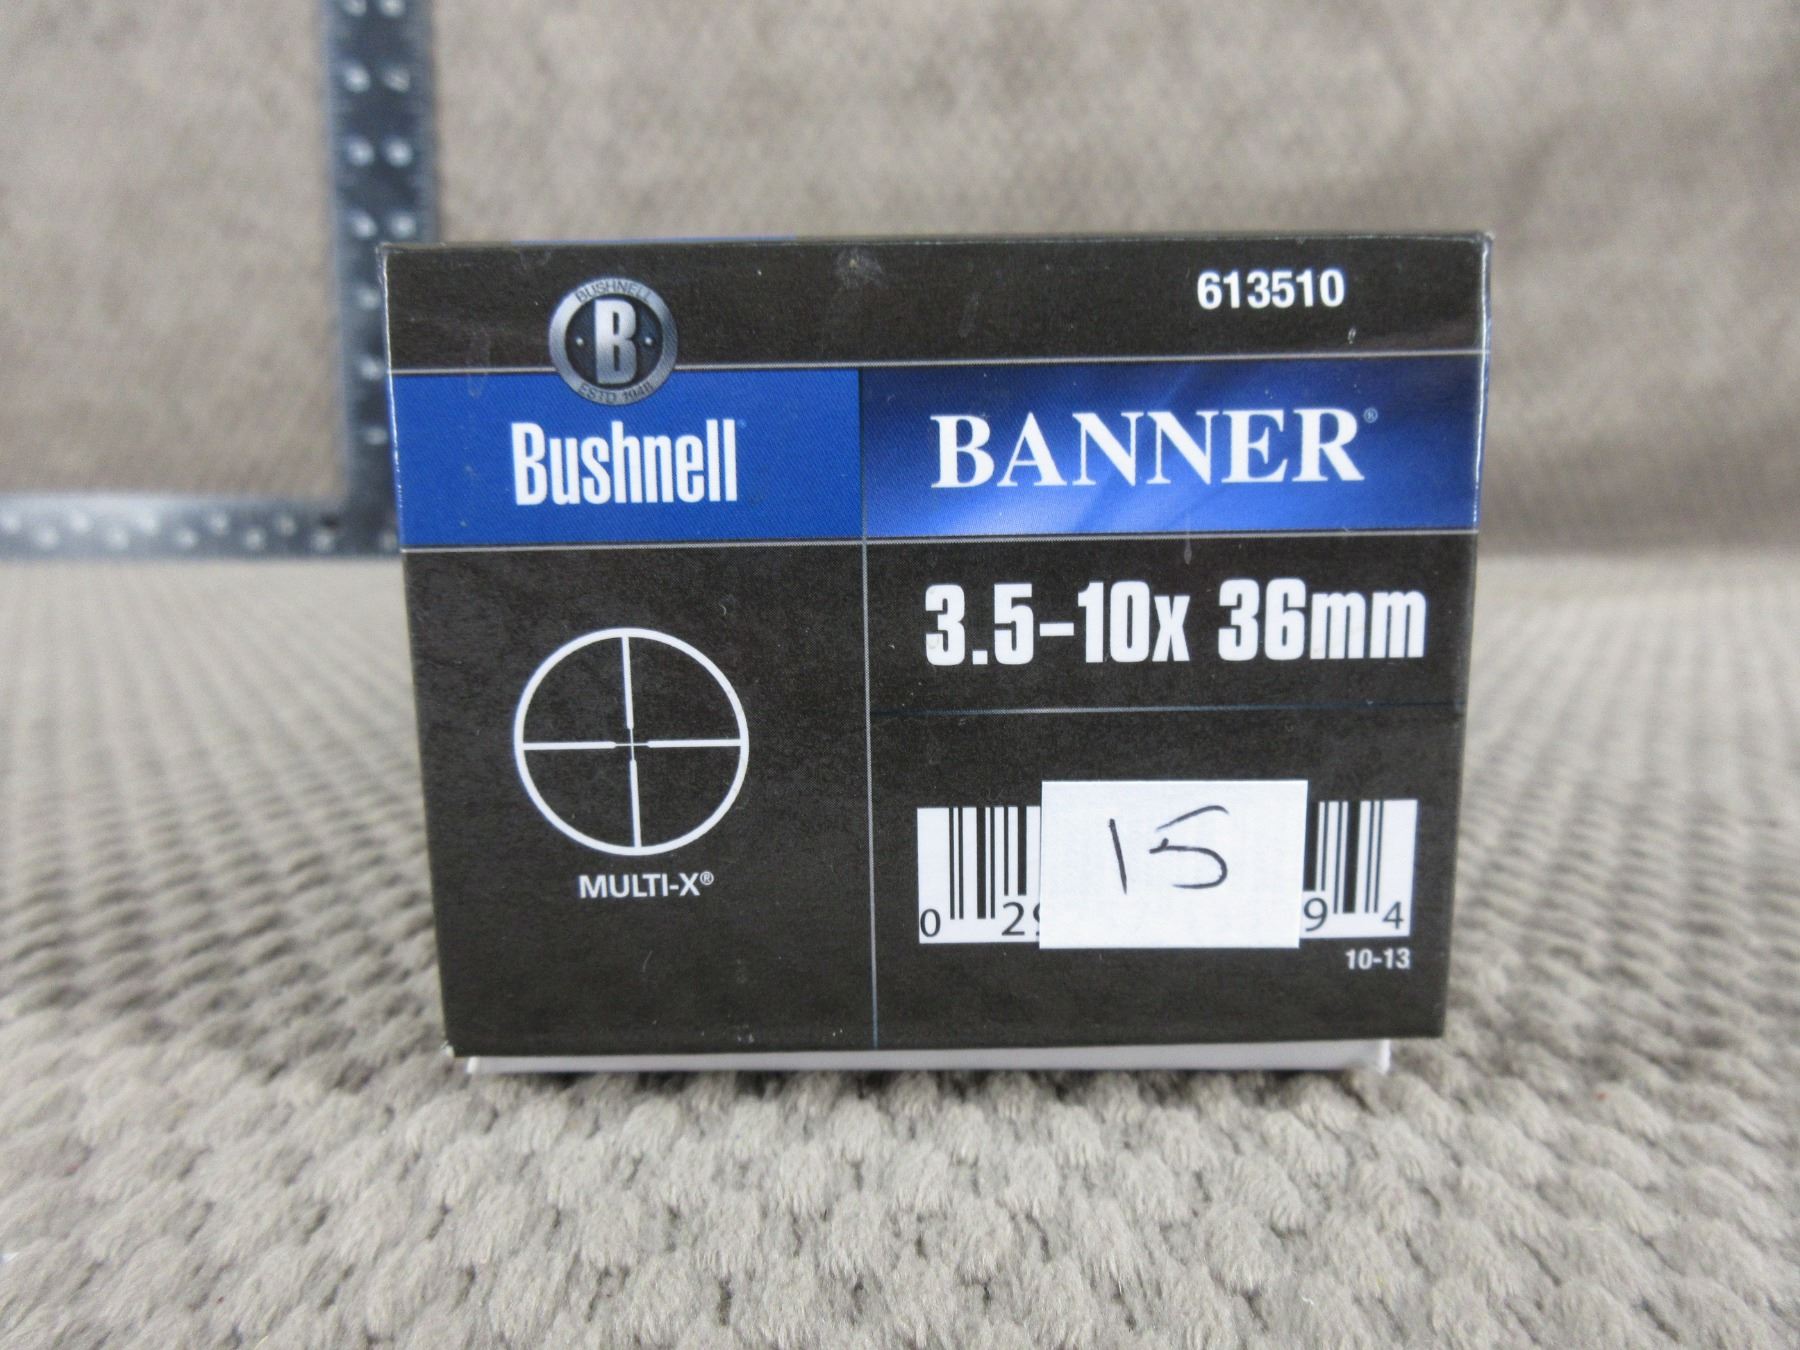 613510
BUSHNELL
B
ESTD. 1948
Bushnell
BANNER®
3.5-10x 36mm
MULTI-X®
15
0 29 9 4
10-13